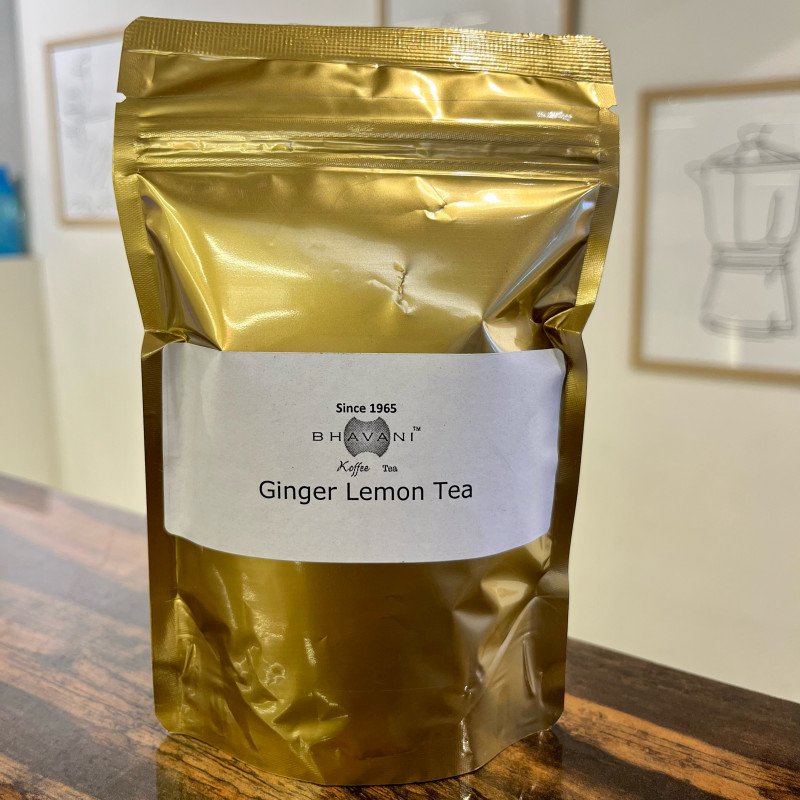 Since 1965
BHAVANI™
Koffee Tea
Ginger Lemon Tea